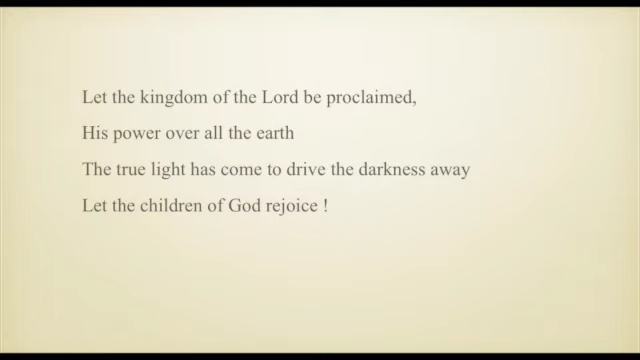 Let the kingdom of the Lord be proclaimed,
His power over all the earth
The true light has come to drive the darkness away
Let the children of God rejoice !